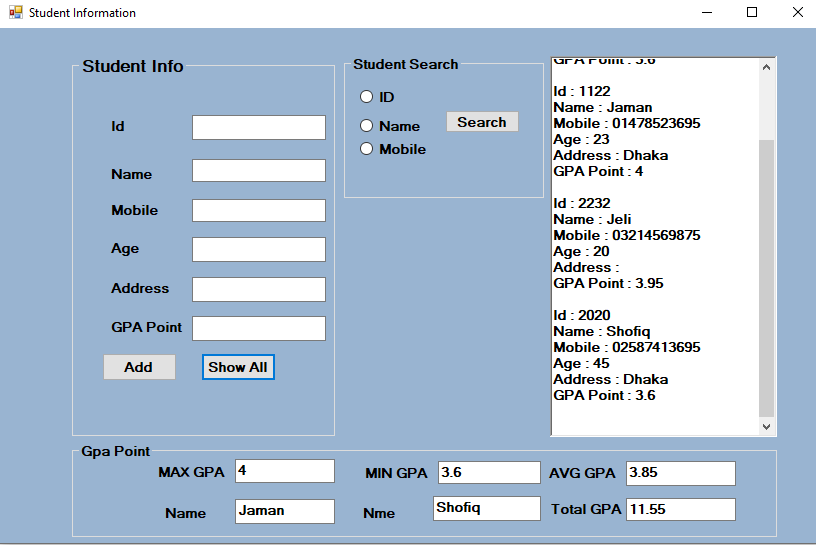 Student Information
Student Info
Id
Name
Mobile
Age
Address
GPA Point
Add Show All
Student Search
ID
Name
Mobile
Search
GPA Point : 3.6
Id : 1122
Name : Jaman
Mobile : 01478523695
Age : 23
Address : Dhaka
GPA Point : 4
Id : 2232
Name : Jeli
Mobile : 03214569875
Age : 20
Address :
GPA Point : 3.95
Id : 2020
Name : Shofiq
Mobile : 02587413695
Age : 45
Address : Dhaka
GPA Point : 3.6
Gpa Point
MAX GPA 4 MIN GPA 3.6 AVG GPA 3.85
Name Jaman Nme Shofiq Total GPA 11.55